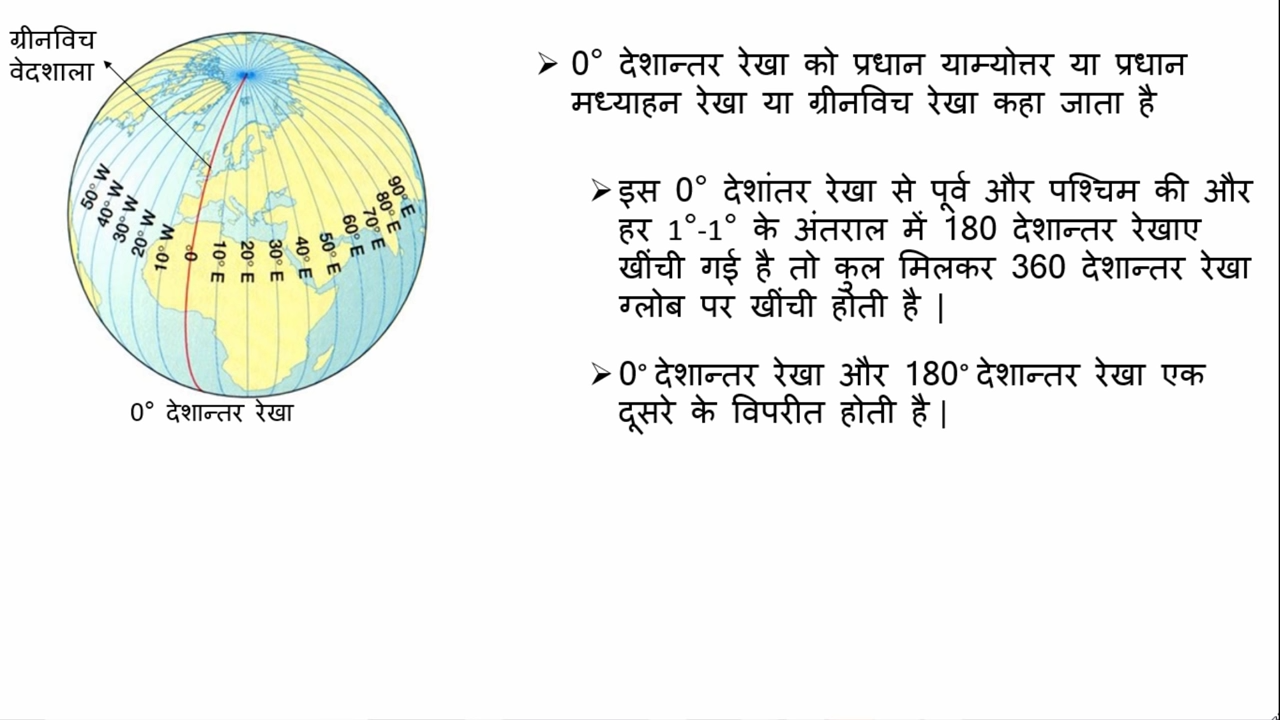 ग्रीनविच
वेदशाला
50° W
40° W
30° W
20° W
10° W
0°
10° E
20° E
30° E
40° E
50° E
60° E
70° E
80° E
90° E
0° देशान्तर रेखा
➢ 0° देशान्तर रेखा को प्रधान याम्योत्तर या प्रधान
मध्याहन रेखा या ग्रीनविच रेखा कहा जाता है
➢ इस 0° देशांतर रेखा से पूर्व और पश्चिम की और
हर 1°-1° के अंतराल में 180 देशान्तर रेखाए
खींची गई है तो कुल मिलकर 360 देशान्तर रेखा
ग्लोब पर खींची होती है |
➢ 0° देशान्तर रेखा और 180° देशान्तर रेखा एक
दूसरे के विपरीत होती है |